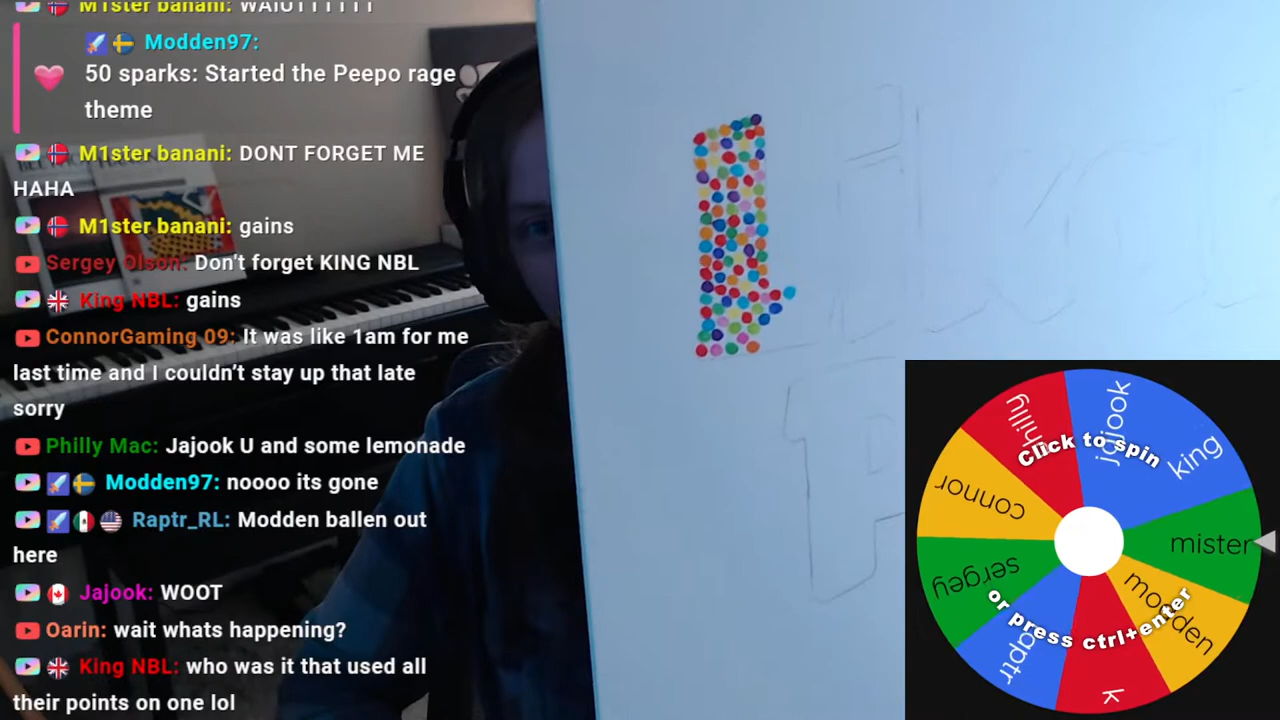 M1ster banani: WAIUTTTTTT
Modden97:
50 sparks: Started the Peepo rage
theme
M1ster banani: DONT FORGET ME
HAHA
M1ster banani: gains
Sergey Olson: Don't forget KING NBL
King NBL: gains
ConnorGaming 09: It was like 1am for me
last time and I couldn't stay up that late
sorry
Philly Mac: Jajook U and some lemonade
Modden97: noooo its gone
Raptr_RL: Modden ballen out
here
Jajook: WOOT
Oarin: wait whats happening?
King NBL: who was it that used all
their points on one lol
philly
jajook
king
mister
modden
k
raptr
sergey
connor
Click to spin
or press ctrl+enter